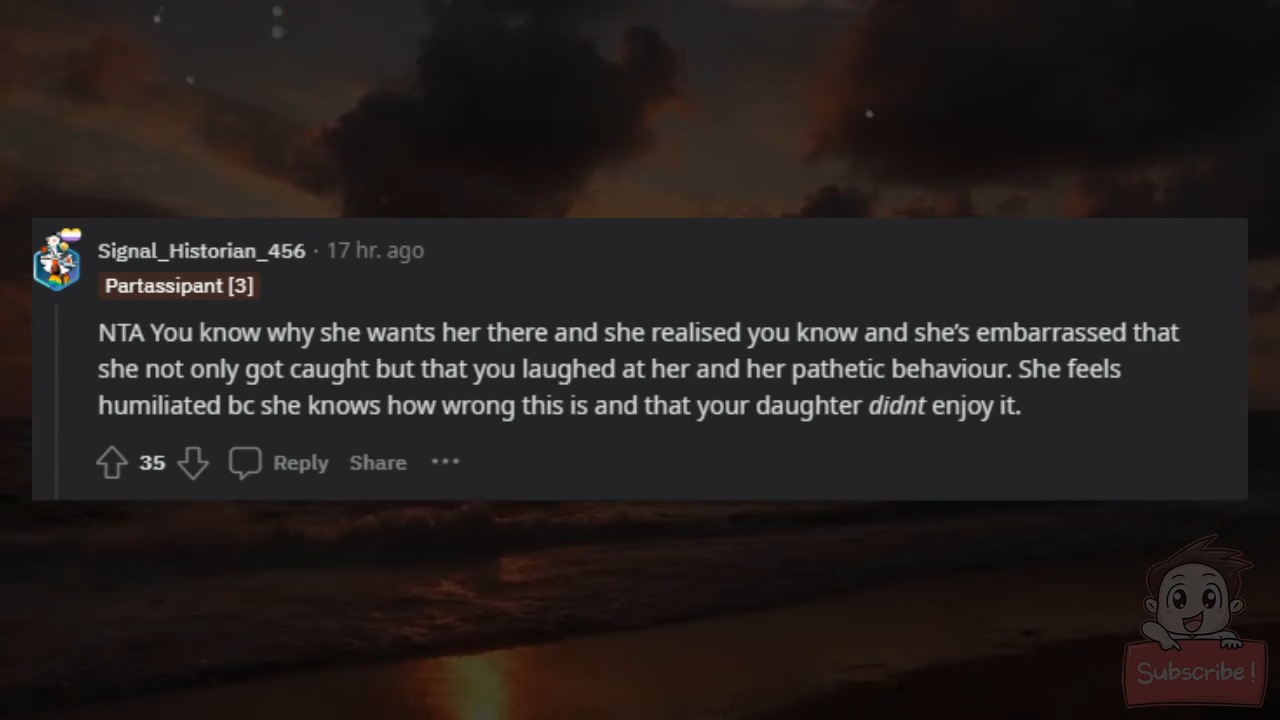 Signal_Historian_456 · 17 hr. ago
Partassipant [3]
NTA You know why she wants her there and she realised you know and she's embarrassed that
she not only got caught but that you laughed at her and her pathetic behaviour. She feels
humiliated bc she knows how wrong this is and that your daughter didnt enjoy it.
35 Reply Share ···
Subscribe!